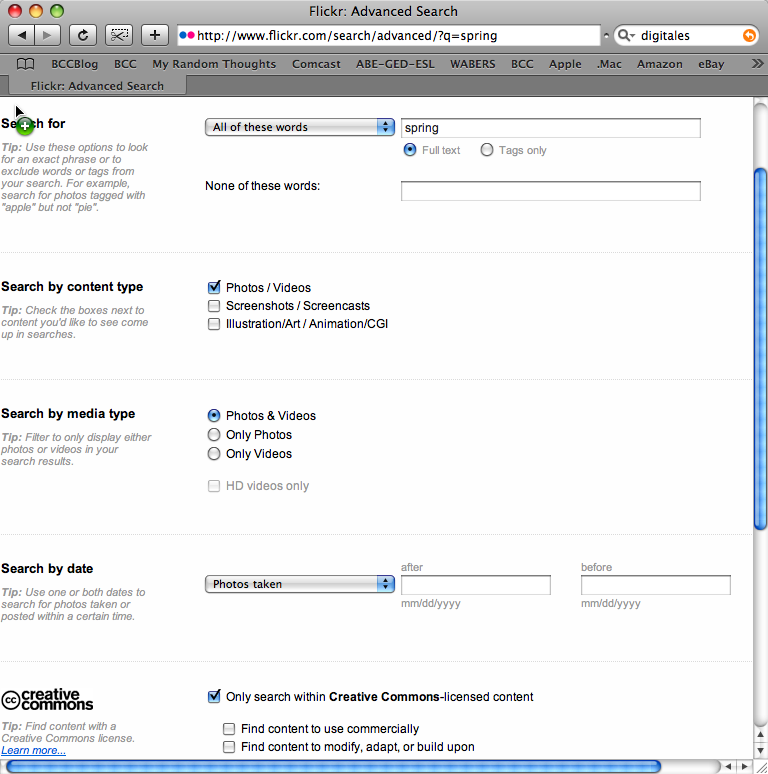 Flickr: Advanced Search
http://www.flickr.com/search/advanced/?q=spring
digitales
BCCBlog BCC My Random Thoughts Comcast ABE-GED-ESL WABERS BCC Apple .Mac Amazon eBay
Flickr: Advanced Search
Search for
All of these words
spring
Full text
Tags only
Tip: Use these options to look
for an exact phrase or to
exclude words or tags from
your search. For example,
search for photos tagged with
"apple" but not "pie".
None of these words:
Search by content type
Tip: Check the boxes next to
content you'd like to see come
up in searches.
Photos / Videos
Screenshots / Screencasts
Illustration/Art / Animation/CGI
Search by media type
Tip: Filter to only display either
photos or videos in your
search results.
Photos & Videos
Only Photos
Only Videos
HD videos only
Search by date
Tip: Use one or both dates to
search for photos taken or
posted within a certain time.
Photos taken
after
mm/dd/yyyy
before
mm/dd/yyyy
cc creative
commons
Tip: Find content with a
Creative Commons license.
Learn more...
Only search within Creative Commons-licensed content
Find content to use commercially
Find content to modify, adapt, or build upon